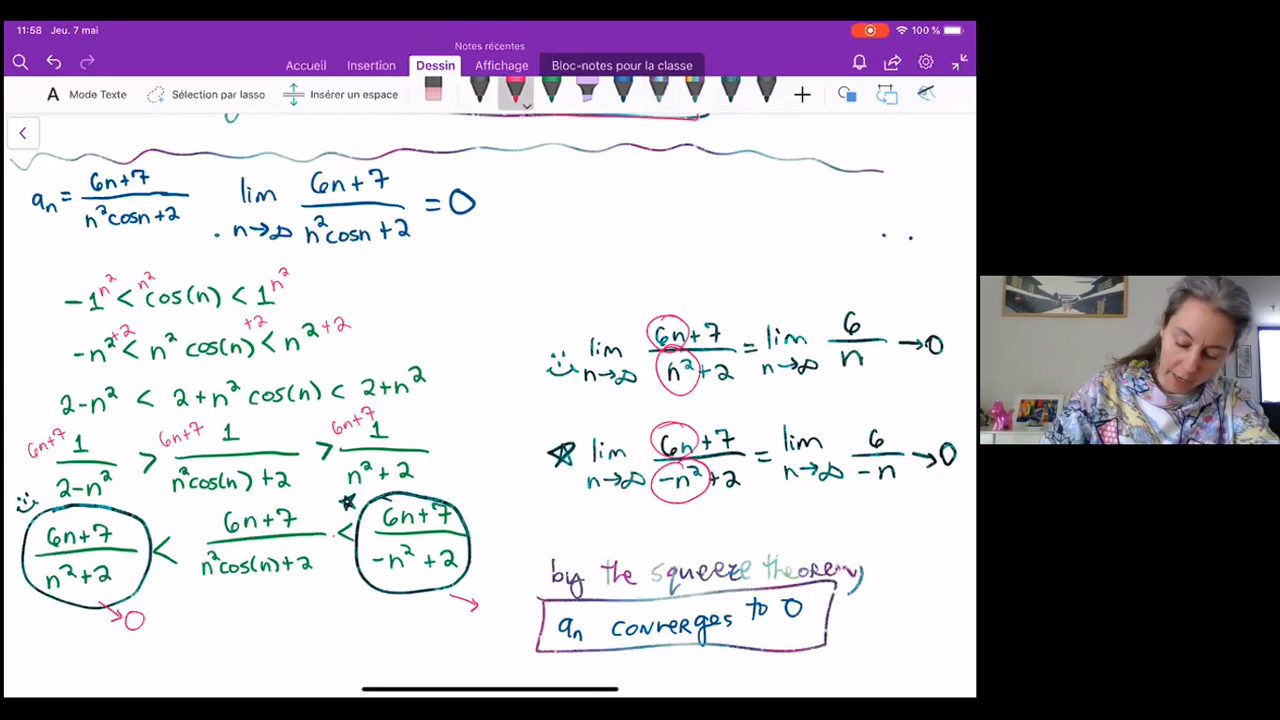 11:58 Jeu. 7 mai
100 %
Notes récentes
Accueil Insertion Dessin Affichage Bloc-notes pour la classe
A Mode Texte Sélection par lasso Insérer un espace
aₙ = (6n+7)/(n²cosn+2) lim n→∞ (6n+7)/(n²cosn+2) = 0
-1 n² < n² cos(n) < 1 n²
-n² +2 < n² cos(n) +2 < n² +2
2-n² < 2+n² cos(n) < 2+n²
6n+7 1/(2-n²) > 6n+7 1/(n²cos(n)+2) > 6n+7 1/(n²+2)
(6n+7)/(n²+2) < (6n+7)/(n²cos(n)+2) < (6n+7)/(-n²+2)
→0 →
lim n→∞ (6n+7)/(n²+2) = lim n→∞ 6/n →0
lim n→∞ (6n+7)/(-n²+2) = lim n→∞ 6/-n →0
by the squeeze theorem,
aₙ converges to 0